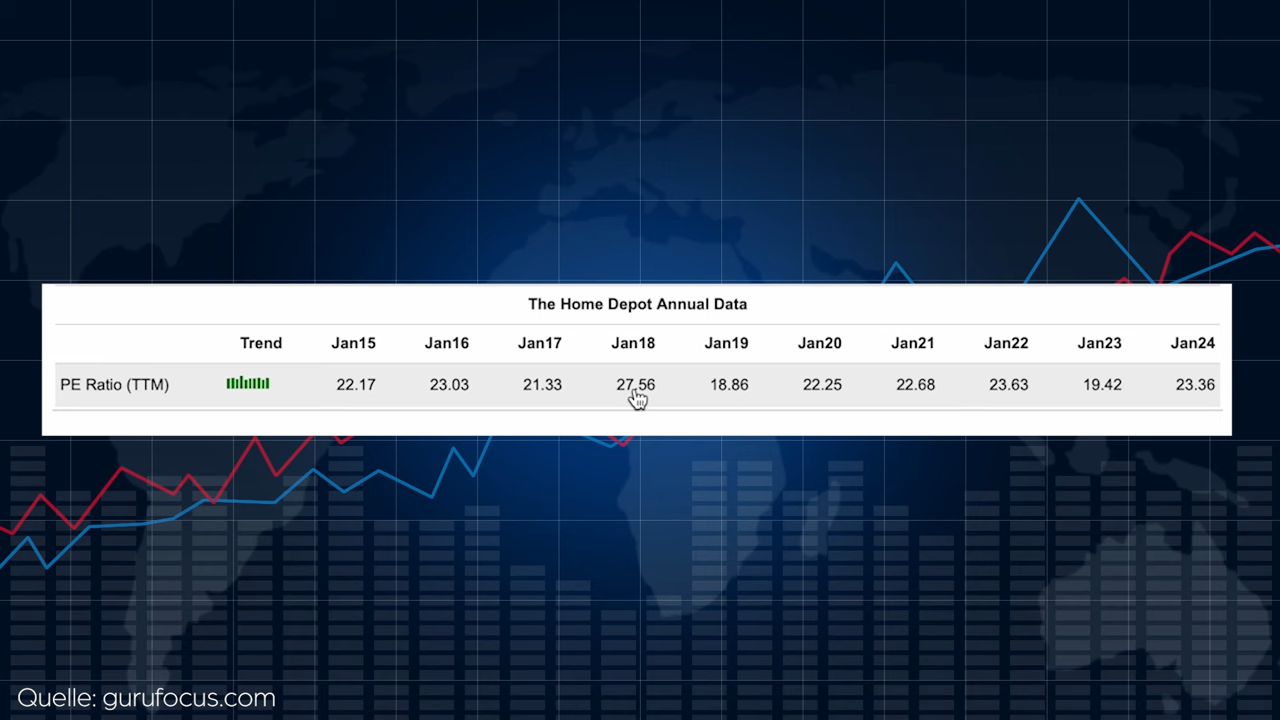 The Home Depot Annual Data
Trend Jan15 Jan16 Jan17 Jan18 Jan19 Jan20 Jan21 Jan22 Jan23 Jan24
PE Ratio (TTM) 22.17 23.03 21.33 27.56 18.86 22.25 22.68 23.63 19.42 23.36
Quelle: gurufocus.com